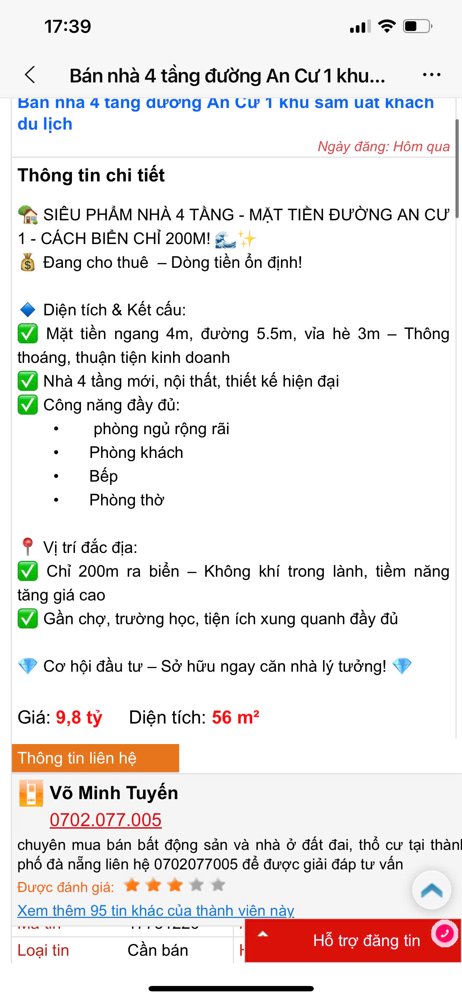 17:39
Bán nhà 4 tầng đường An Cư 1 khu...
Bán nhà 4 tầng đường An Cư 1 khu sầm uất khách
du lịch
Ngày đăng: Hôm qua
Thông tin chi tiết
🏡 SIÊU PHẨM NHÀ 4 TẦNG - MẶT TIỀN ĐƯỜNG AN CƯ
1 - CÁCH BIỂN CHỈ 200M! 🌊✨
💰 Đang cho thuê – Dòng tiền ổn định!
🔷 Diện tích & Kết cấu:
✅ Mặt tiền ngang 4m, đường 5.5m, vỉa hè 3m – Thông
thoáng, thuận tiện kinh doanh
✅ Nhà 4 tầng mới, nội thất, thiết kế hiện đại
✅ Công năng đầy đủ:
• phòng ngủ rộng rãi
• Phòng khách
• Bếp
• Phòng thờ
📍 Vị trí đắc địa:
✅ Chỉ 200m ra biển – Không khí trong lành, tiềm năng
tăng giá cao
✅ Gần chợ, trường học, tiện ích xung quanh đầy đủ
💎 Cơ hội đầu tư – Sở hữu ngay căn nhà lý tưởng! 💎
Giá: 9,8 tỷ Diện tích: 56 m²
Thông tin liên hệ
Võ Minh Tuyến
0702.077.005
chuyên mua bán bất động sản và nhà ở đất đai, thổ cư tại thành
phố đà nẵng liên hệ 0702077005 để được giải đáp tư vấn
Được đánh giá:
Xem thêm 95 tin khác của thành viên này
Mã tin
Loại tin Cần bán
Hỗ trợ đăng tin